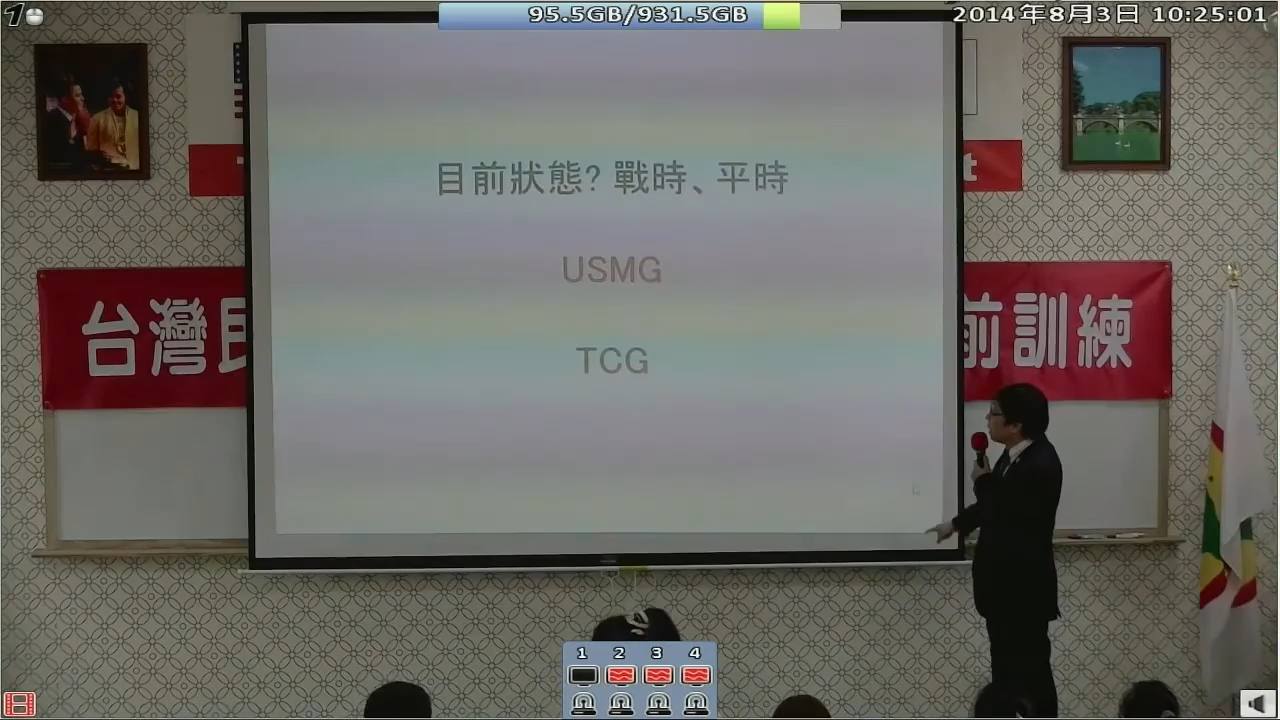 1
95.5GB/931.5GB
2014年8月3日 10:25:01
目前狀態? 戰時、平時
USMG
TCG
台灣民
前訓練
t
1 2 3 4